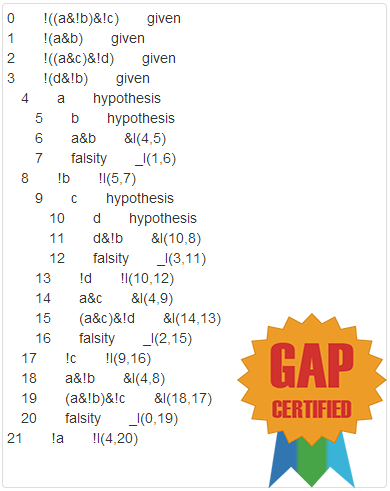 0 !((a&!b)&!c) given
1 !(a&b) given
2 !((a&c)&!d) given
3 !(d&!b) given
4 a hypothesis
5 b hypothesis
6 a&b &I(4,5)
7 falsity _I(1,6)
8 !b !I(5,7)
9 c hypothesis
10 d hypothesis
11 d&!b &I(10,8)
12 falsity _I(3,11)
13 !d !I(10,12)
14 a&c &I(4,9)
15 (a&c)&!d &I(14,13)
16 falsity _I(2,15)
17 !c !I(9,16)
18 a&!b &I(4,8)
19 (a&!b)&!c &I(18,17)
20 falsity _I(0,19)
21 !a !I(4,20)
GAP
CERTIFIED